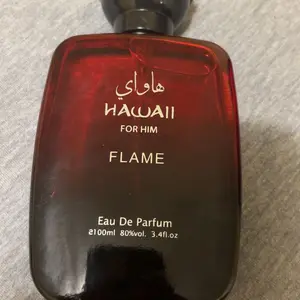 هاواي
HAWAII
FOR HIM
FLAME
Eau De Parfum
℮100ml 80%vol. 3.4fl.oz